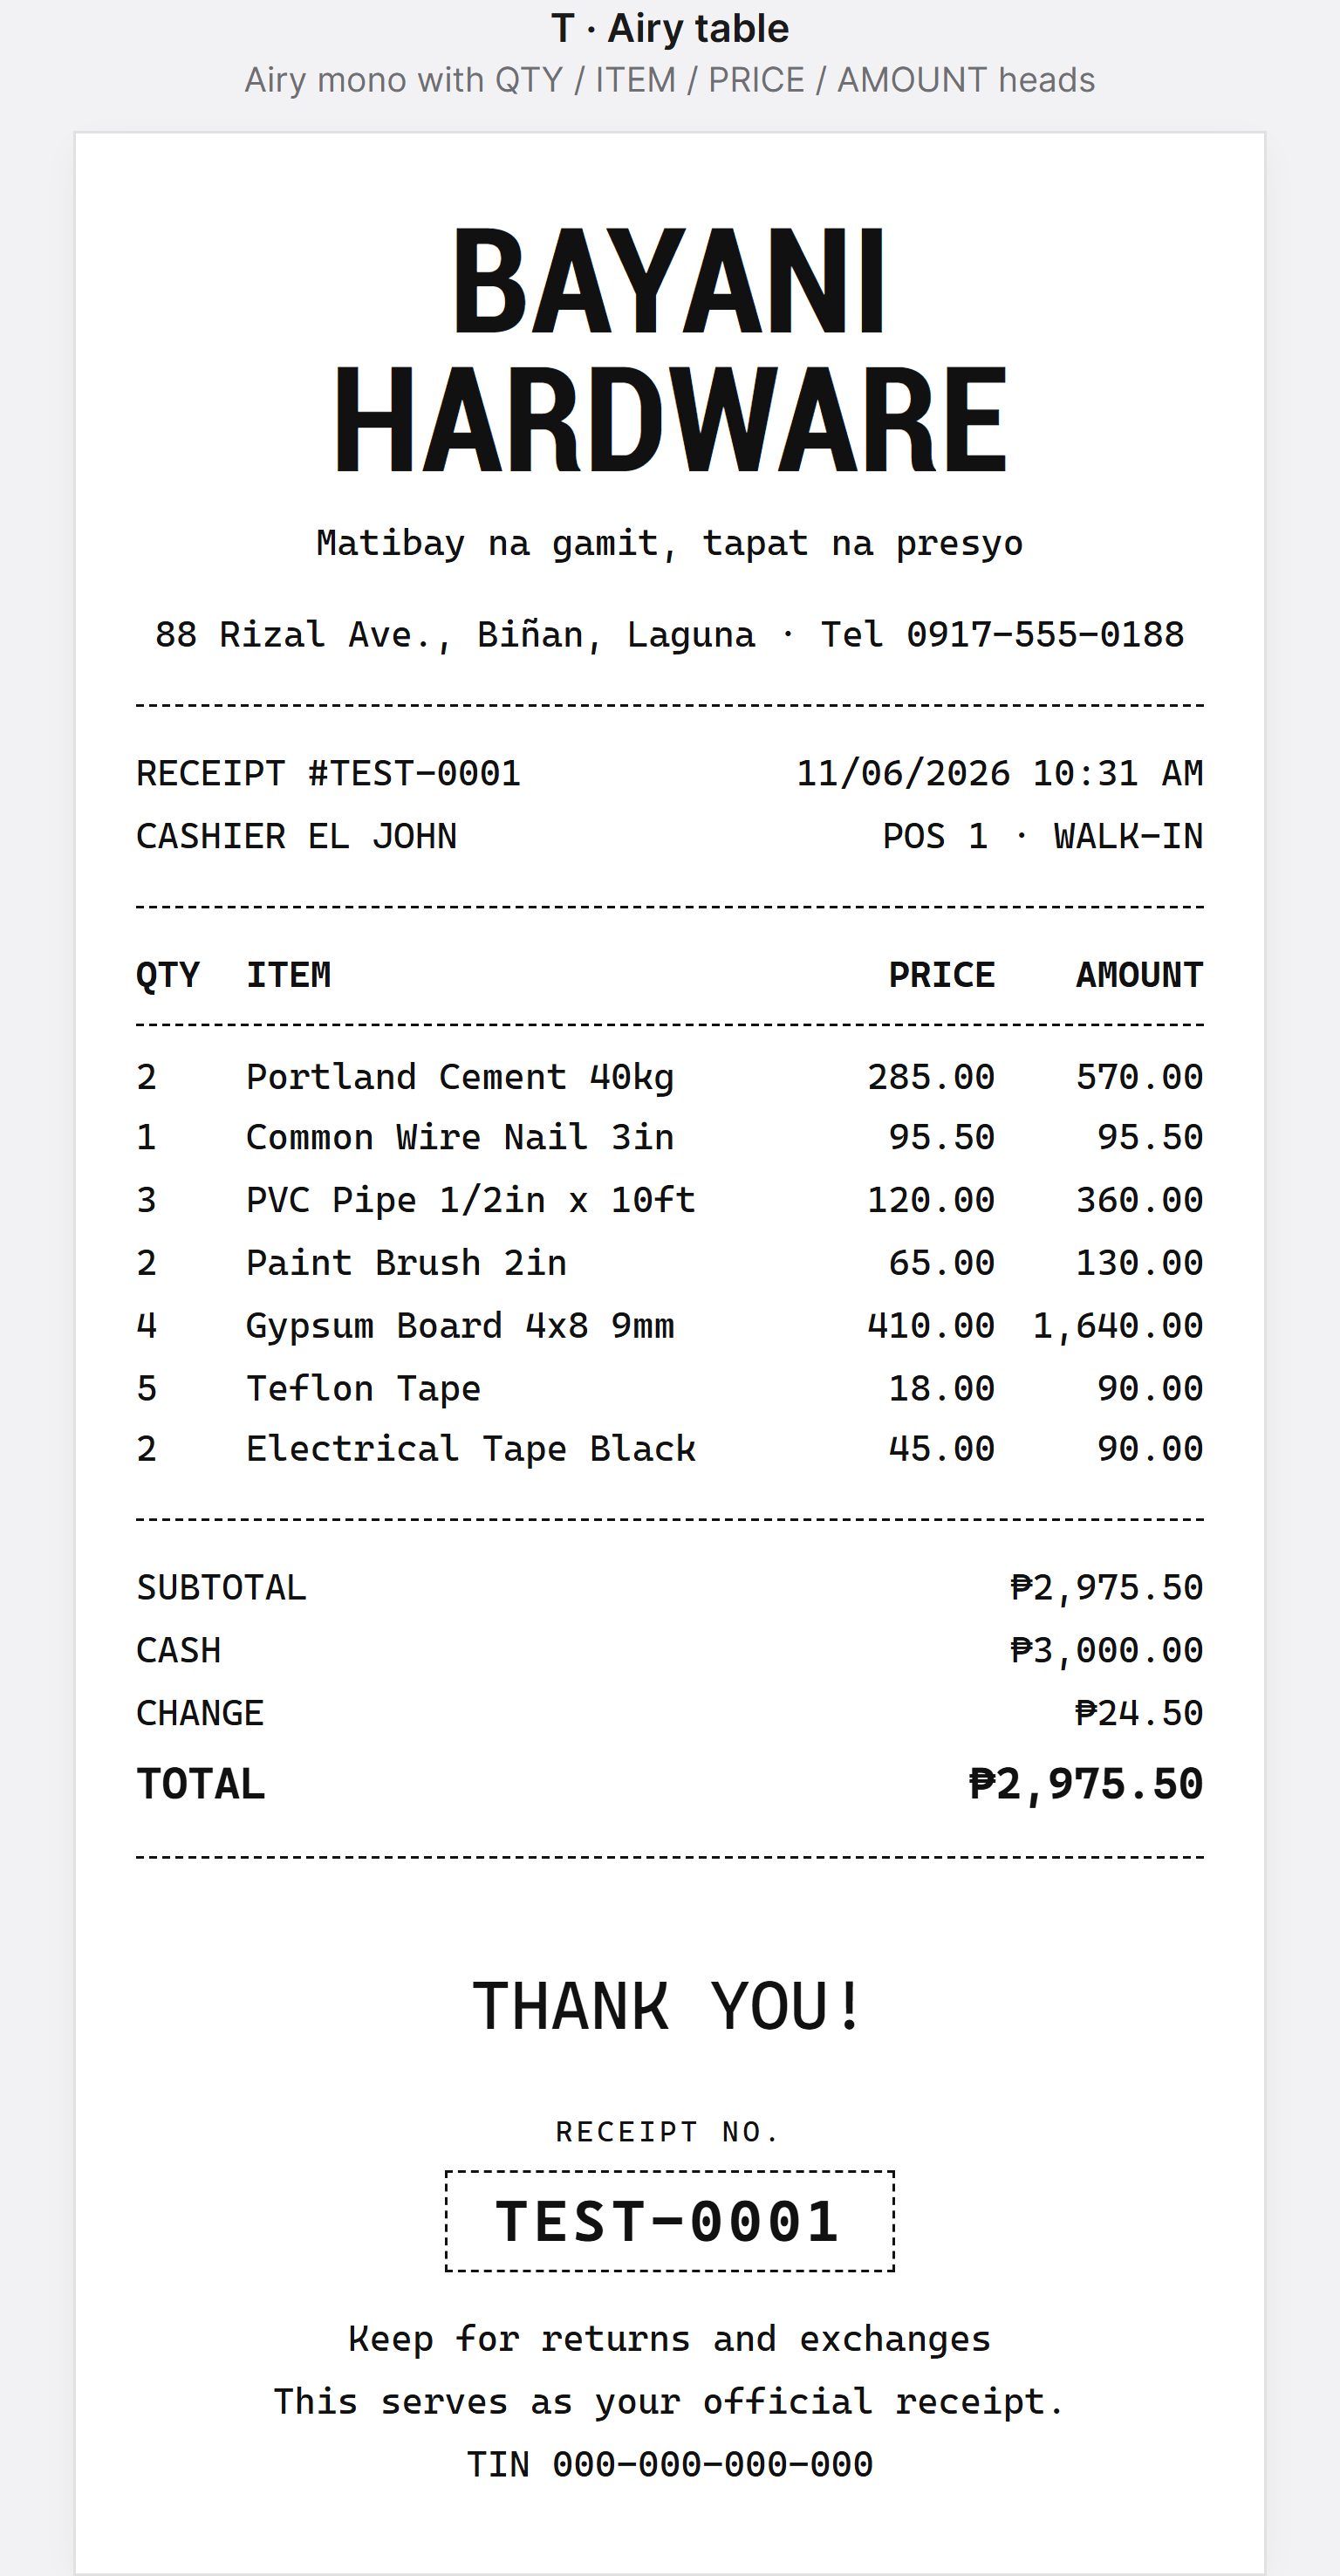 T · Airy table
Airy mono with QTY / ITEM / PRICE / AMOUNT heads
BAYANI
HARDWARE
Matibay na gamit, tapat na presyo
88 Rizal Ave., Biñan, Laguna · Tel 0917-555-0188
RECEIPT #TEST-0001 11/06/2026 10:31 AM
CASHIER EL JOHN POS 1 · WALK-IN
QTY ITEM PRICE AMOUNT
2 Portland Cement 40kg 285.00 570.00
1 Common Wire Nail 3in 95.50 95.50
3 PVC Pipe 1/2in x 10ft 120.00 360.00
2 Paint Brush 2in 65.00 130.00
4 Gypsum Board 4x8 9mm 410.00 1,640.00
5 Teflon Tape 18.00 90.00
2 Electrical Tape Black 45.00 90.00
SUBTOTAL ₱2,975.50
CASH ₱3,000.00
CHANGE ₱24.50
TOTAL ₱2,975.50
THANK YOU!
RECEIPT NO.
TEST-0001
Keep for returns and exchanges
This serves as your official receipt.
TIN 000-000-000-000